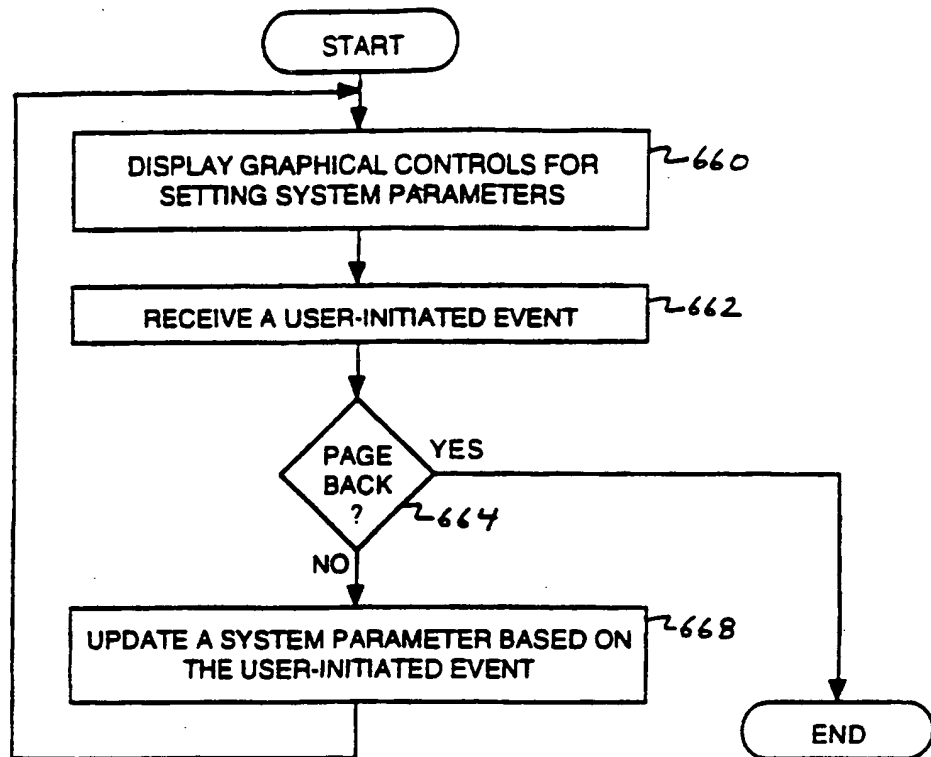 START
DISPLAY GRAPHICAL CONTROLS FOR
SETTING SYSTEM PARAMETERS
660
RECEIVE A USER-INITIATED EVENT
662
PAGE
BACK
?
YES
664
NO
UPDATE A SYSTEM PARAMETER BASED ON
THE USER-INITIATED EVENT
668
END